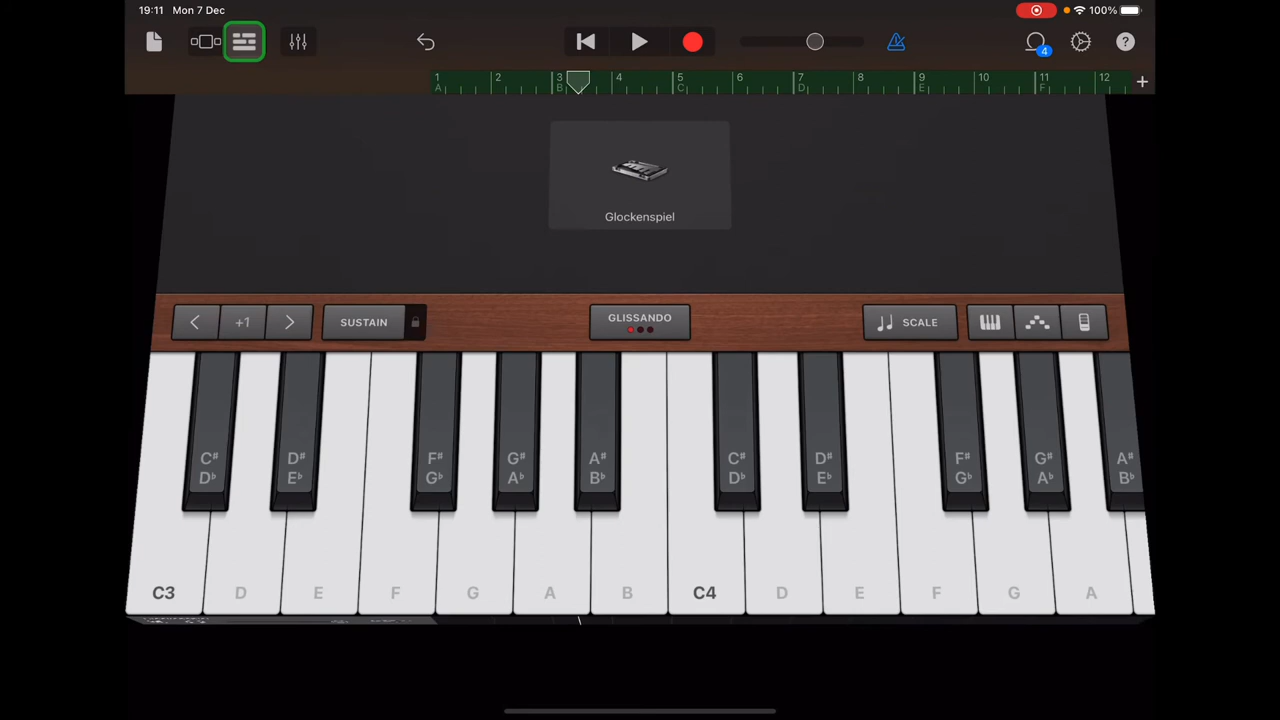 19:11 Mon 7 Dec 100%
4
?
1 2 3 4 5 6 7 8 9 10 11 12 +
A B C D E F
Glockenspiel
+1 SUSTAIN GLISSANDO SCALE
C♯ D♯ F♯ G♯ A♯ C♯ D♯ F♯ G♯ A♯
D♭ E♭ G♭ A♭ B♭ D♭ E♭ G♭ A♭ B♭
C3 D E F G A B C4 D E F G A